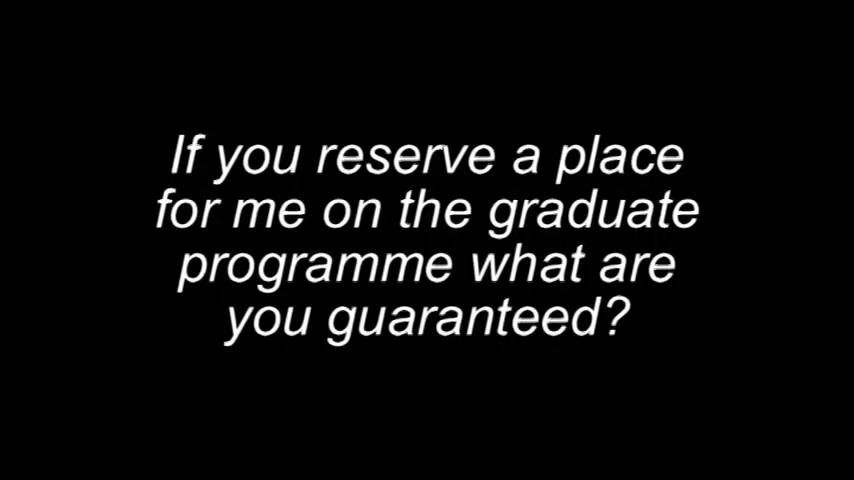 If you reserve a place
for me on the graduate
programme what are
you guaranteed?